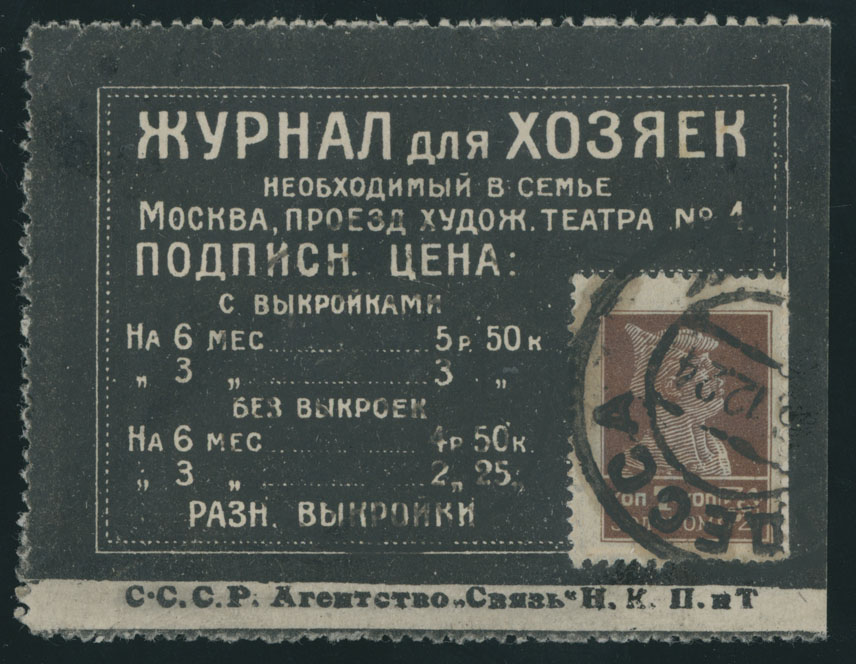 ЖУРНАЛ для ХОЗЯЕК
НЕОБХОДИМЫЙ В СЕМЬЕ
МОСКВА, ПРОЕЗД ХУДОЖ. ТЕАТРА № 4.
ПОДПИСН. ЦЕНА:
С ВЫКРОЙКАМИ
НА 6 МЕС. 5 Р. 50 К
„ 3 „ 3 „
БЕЗ ВЫКРОЕК
НА 6 МЕС. 4 Р 50 К.
„ 3 „ 2 „ 25 „
РАЗН. ВЫКРОЙКИ
С.С.С.Р. Агентство „Связь“ Н. К. П. и Т
ДЕССА